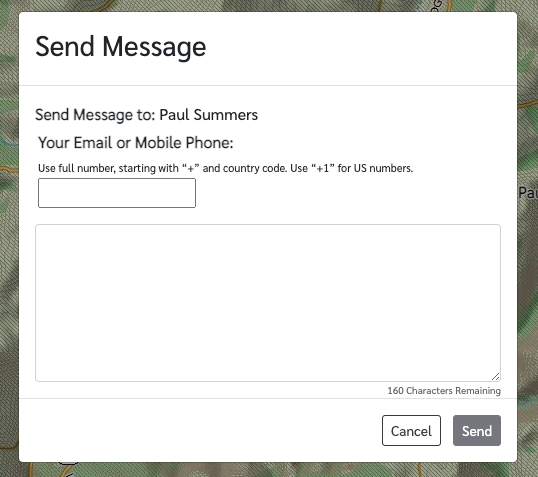 Send Message
Send Message to: Paul Summers
Your Email or Mobile Phone:
Use full number, starting with “+” and country code. Use “+1” for US numbers.
160 Characters Remaining
Cancel
Send